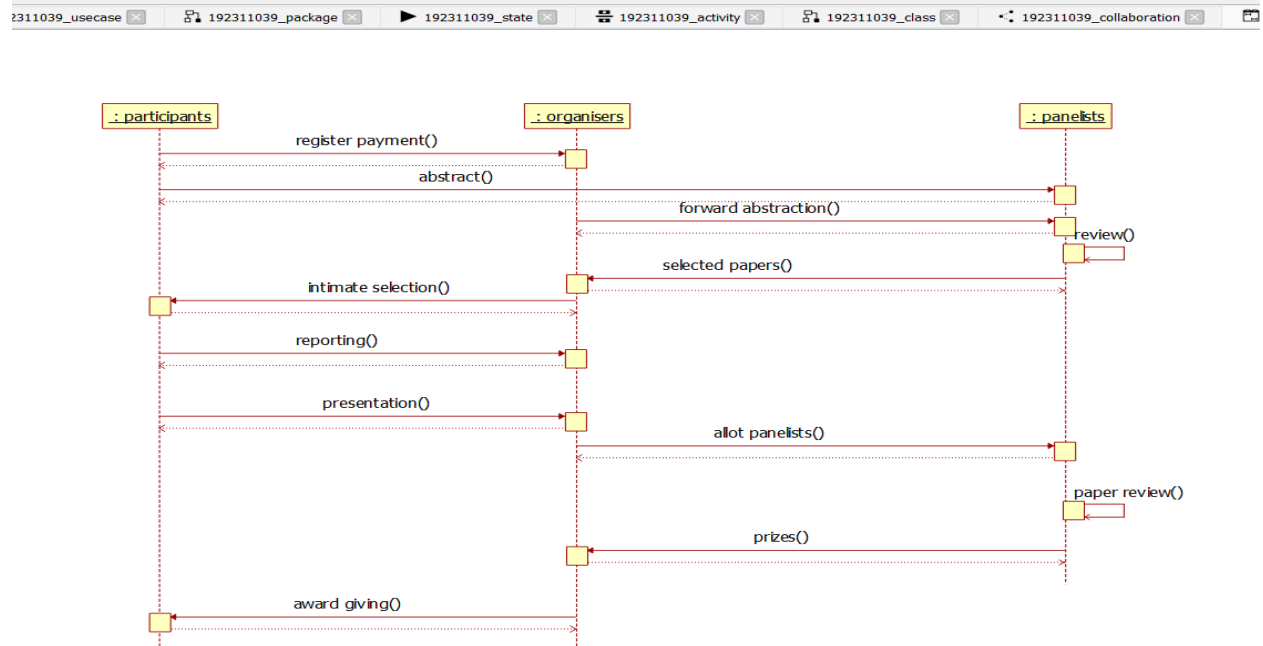 2311039_usecase
192311039_package
192311039_state
192311039_activity
192311039_class
192311039_collaboration
: participants
: organisers
: panelists
register payment()
abstract()
forward abstraction()
review()
selected papers()
intimate selection()
reporting()
presentation()
allot panelists()
paper review()
prizes()
award giving()